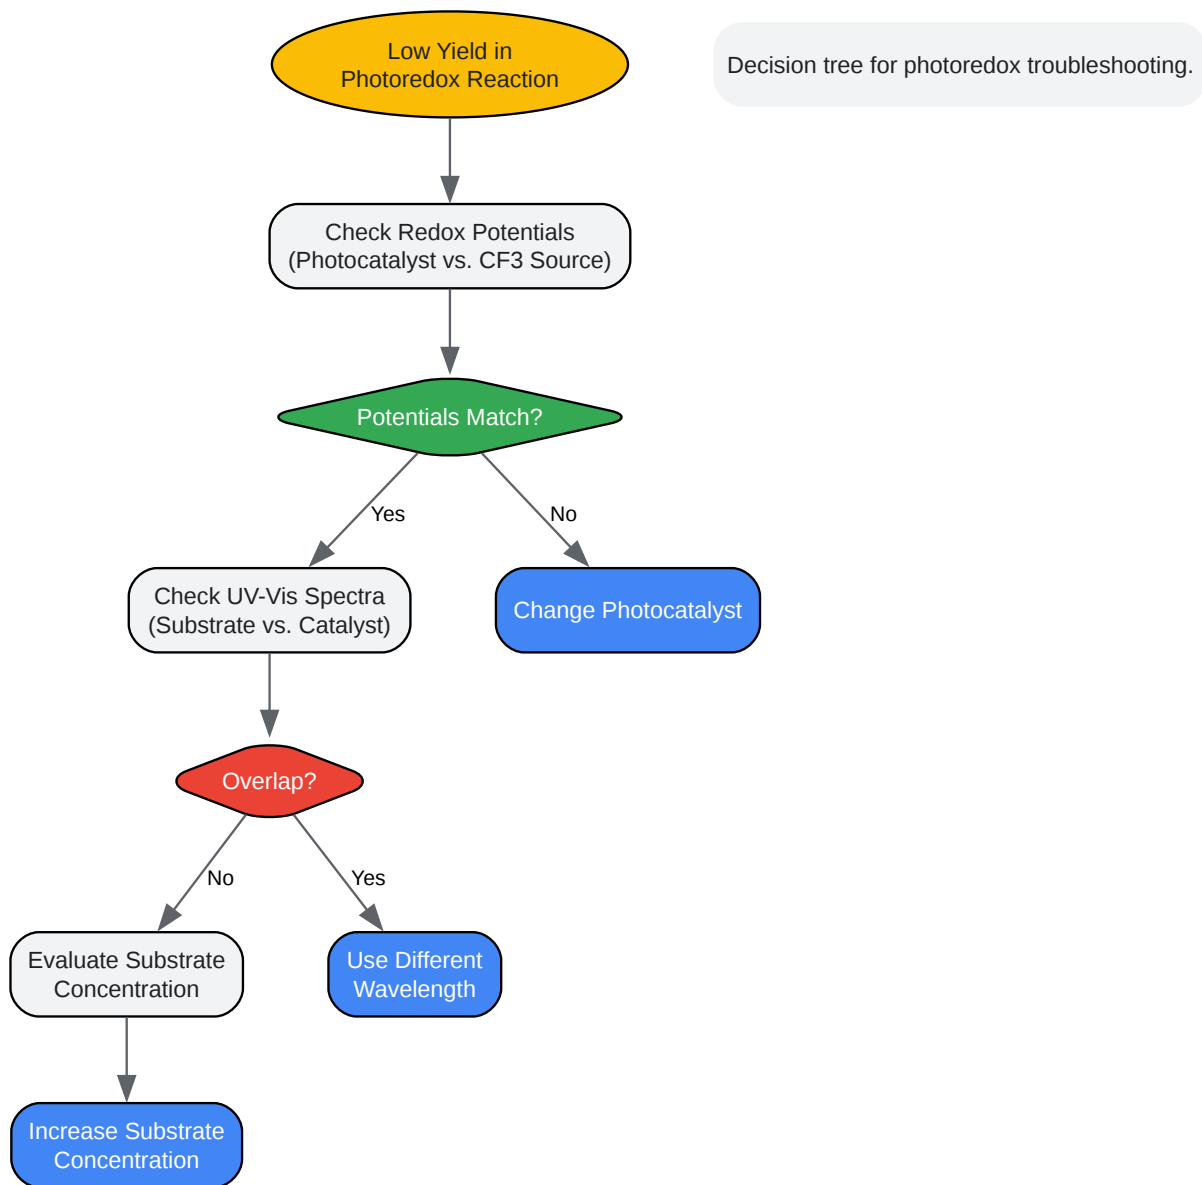 Low Yield in
Photoredox Reaction
Decision tree for photoredox troubleshooting.
Check Redox Potentials
(Photocatalyst vs. CF3 Source)
Potentials Match?
Yes
No
Check UV-Vis Spectra
(Substrate vs. Catalyst)
Change Photocatalyst
Overlap?
No
Yes
Evaluate Substrate
Concentration
Use Different
Wavelength
Increase Substrate
Concentration